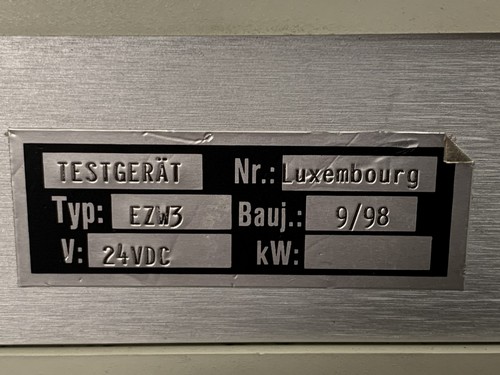 TESTGERÄT Nr.: Luxembourg
Typ: EZW3 Bauj.: 9/98
V: 24VDC kW: